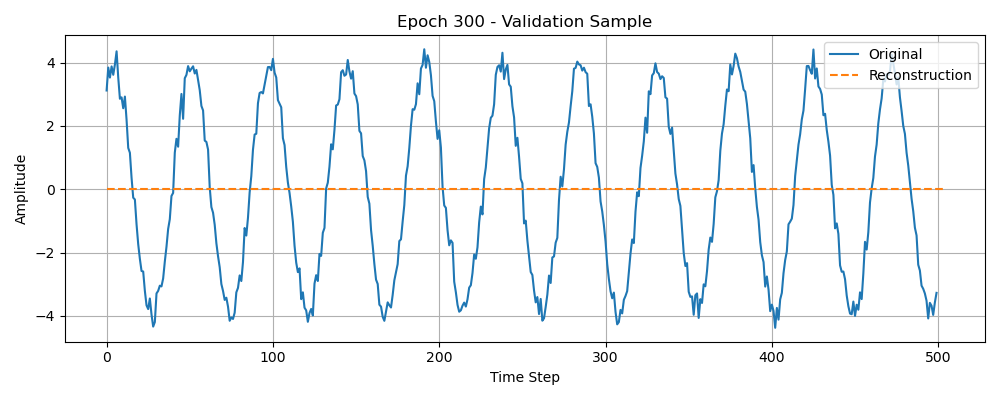 Epoch 300 - Validation Sample
Original
Reconstruction
Amplitude
4
2
0
−2
−4
0 100 200 300 400 500
Time Step